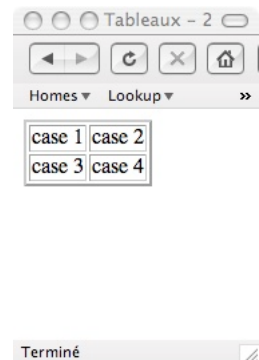 Tableaux – 2
Homes Lookup »
case 1 case 2
case 3 case 4
Terminé